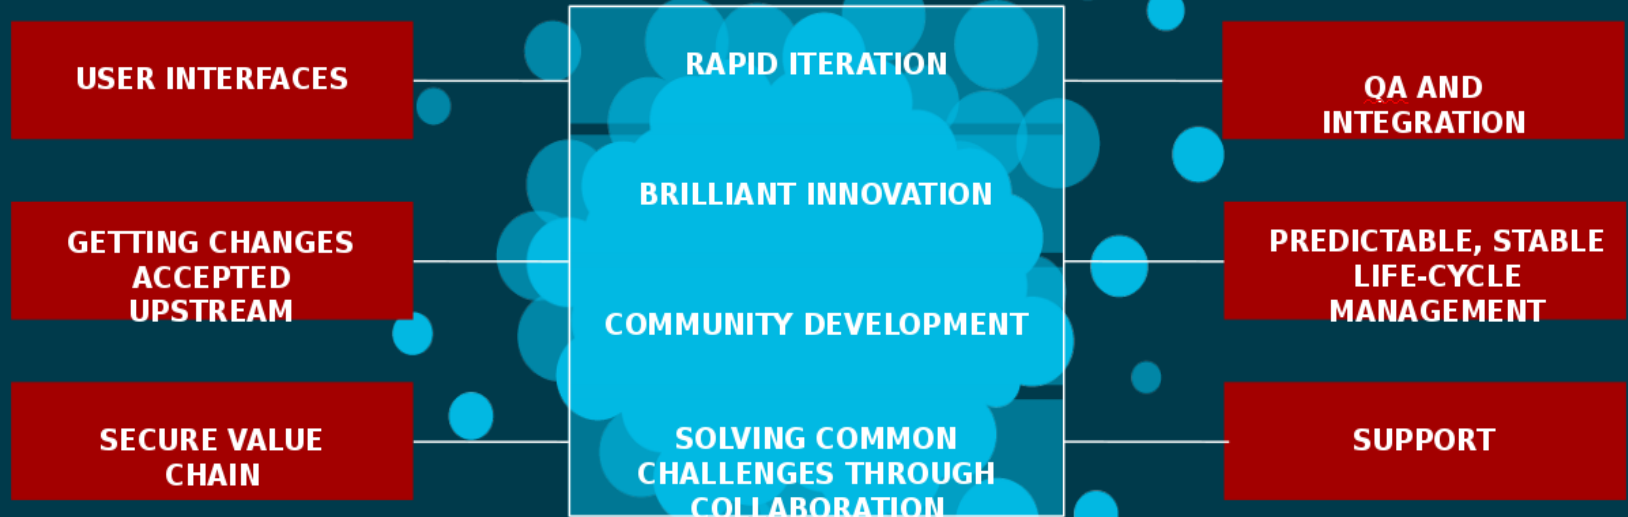 USER INTERFACES
GETTING CHANGES
ACCEPTED
UPSTREAM
SECURE VALUE
CHAIN
RAPID ITERATION
BRILLIANT INNOVATION
COMMUNITY DEVELOPMENT
SOLVING COMMON
CHALLENGES THROUGH
COLLABORATION
QA AND
INTEGRATION
PREDICTABLE, STABLE
LIFE-CYCLE
MANAGEMENT
SUPPORT